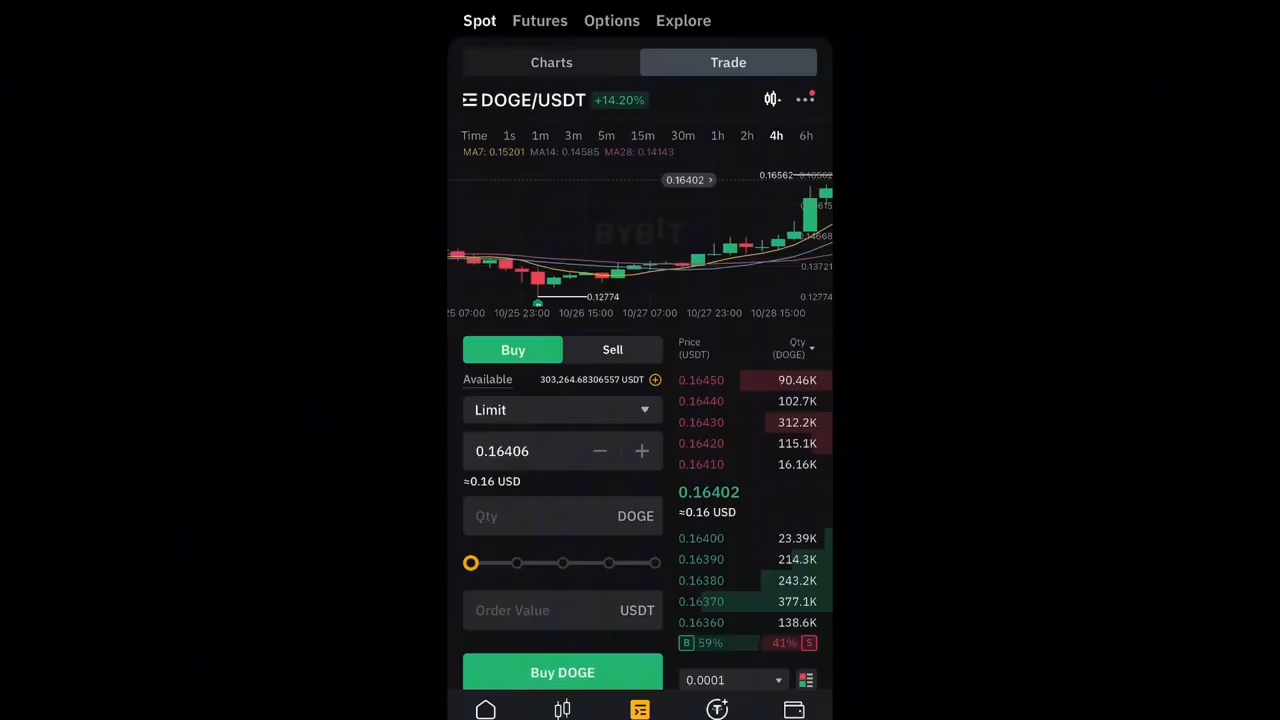 Spot Futures Options Explore
Charts Trade
DOGE/USDT +14.20%
Time 1s 1m 3m 5m 15m 30m 1h 2h 4h 6h
MA7: 0.15201 MA14: 0.14585 MA28: 0.14143
0.16402 >
0.16562
0.14668
0.13721
0.12774 0.12774
BYBIT
10/25 23:00 10/26 15:00 10/27 07:00 10/27 23:00 10/28 15:00
Buy Sell
Available 303,264.68306557 USDT
Limit
0.16406
≈0.16 USD
Qty DOGE
Order Value USDT
Buy DOGE
Price Qty
(USDT) (DOGE)
0.16450 90.46K
0.16440 102.7K
0.16430 312.2K
0.16420 115.1K
0.16410 16.16K
0.16402
≈0.16 USD
0.16400 23.39K
0.16390 214.3K
0.16380 243.2K
0.16370 377.1K
0.16360 138.6K
B 59% 41% S
0.0001